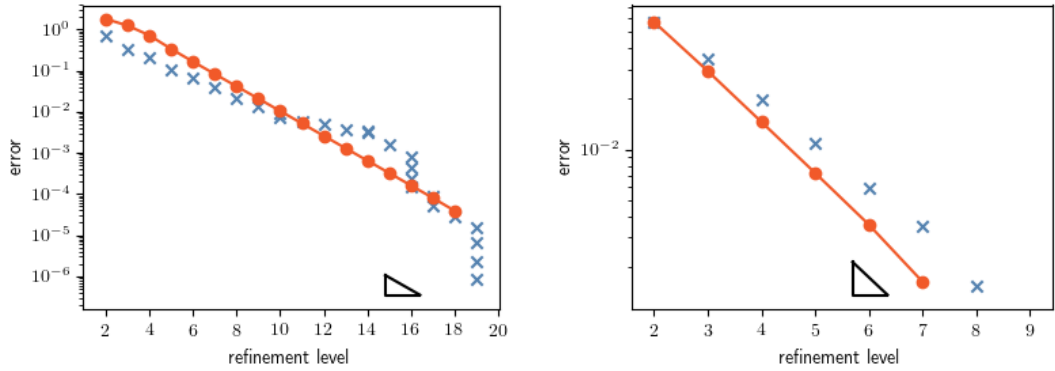 10^0
10^-1
10^-2
10^-3
10^-4
10^-5
10^-6
error
2 4 6 8 10 12 14 16 18 20
refinement level
10^-2
error
2 3 4 5 6 7 8 9
refinement level